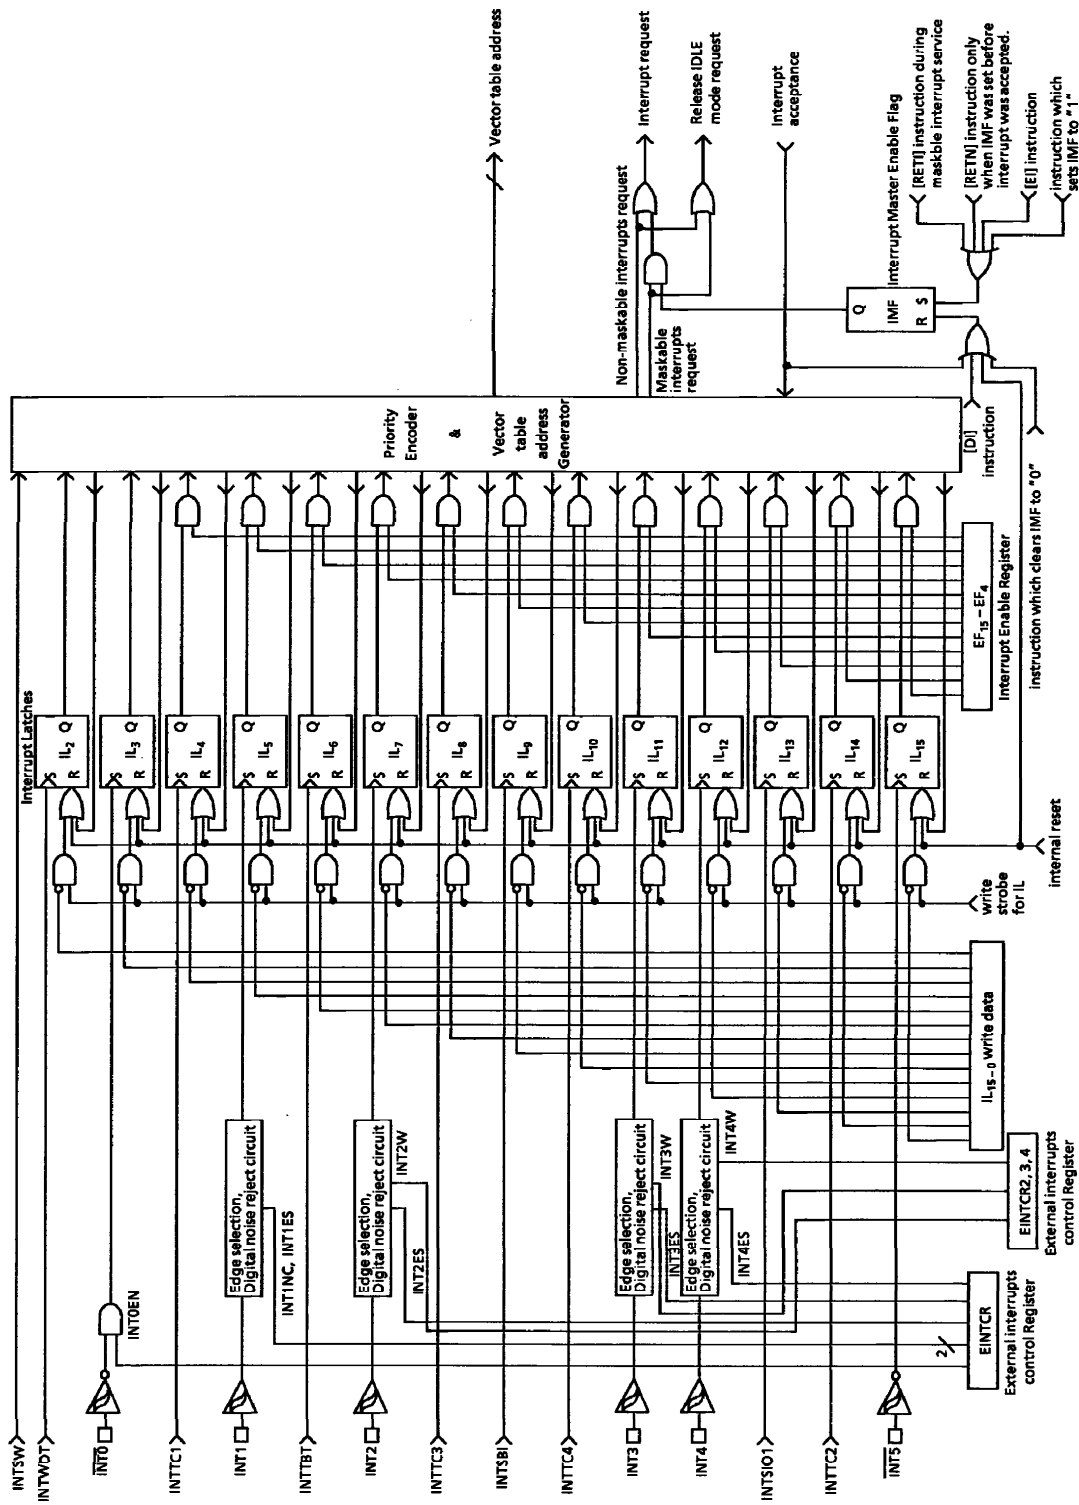 INTSW
INTWDT
INT0
INTTC1
INT1
INTTBT
INT2
INTTC3
INTSBI
INTTC4
INT3
INT4
INTSIO1
INTTC2
INT5
INT0EN
Edge selection,
Digital noise reject circuit
INT1NC, INT1ES
Edge selection,
Digital noise reject circuit
INT2W
INT2ES
Edge selection,
Digital noise reject circuit
INT3W
INT3ES
Edge selection,
Digital noise reject circuit
INT4W
INT4ES
2
EINTCR
External interrupts
control Register
EINTCR2, 3, 4
External interrupts
control Register
IL15–0 write data
write
strobe
for IL
internal reset
Interrupt Latches
S IL2 Q
R
S IL3 Q
R
S IL4 Q
R
S IL5 Q
R
S IL6 Q
R
S IL7 Q
R
S IL8 Q
R
S IL9 Q
R
S IL10 Q
R
S IL11 Q
R
S IL12 Q
R
S IL13 Q
R
S IL14 Q
R
S IL15 Q
R
EF15 – EF4
Interrupt Enable Register
instruction which clears IMF to "0"
Priority
Encoder
&
Vector
table
address
Generator
[DI]
instruction
Vector table address
Non-maskable interrupts request
Maskable
interrupts
request
Interrupt request
Release IDLE
mode request
Interrupt
acceptance
Q
IMF
R S
Interrupt Master Enable Flag
[RETI] instruction during
maskble interrupt service
[RETN] instruction only
when IMF was set before
interrupt was accepted.
[EI] instruction
instruction which
sets IMF to "1"